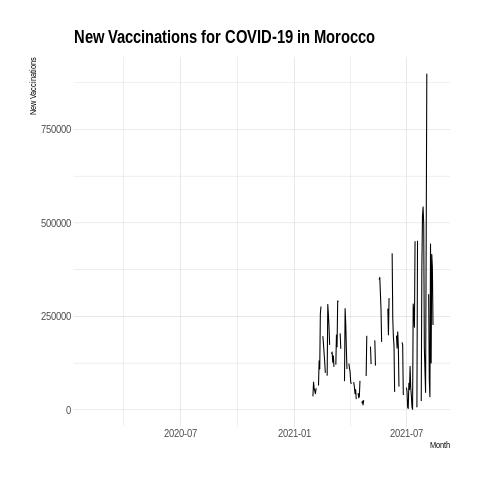 New Vaccinations for COVID-19 in Morocco
New Vaccinations
750000
500000
250000
0
2020-07 2021-01 2021-07
Month